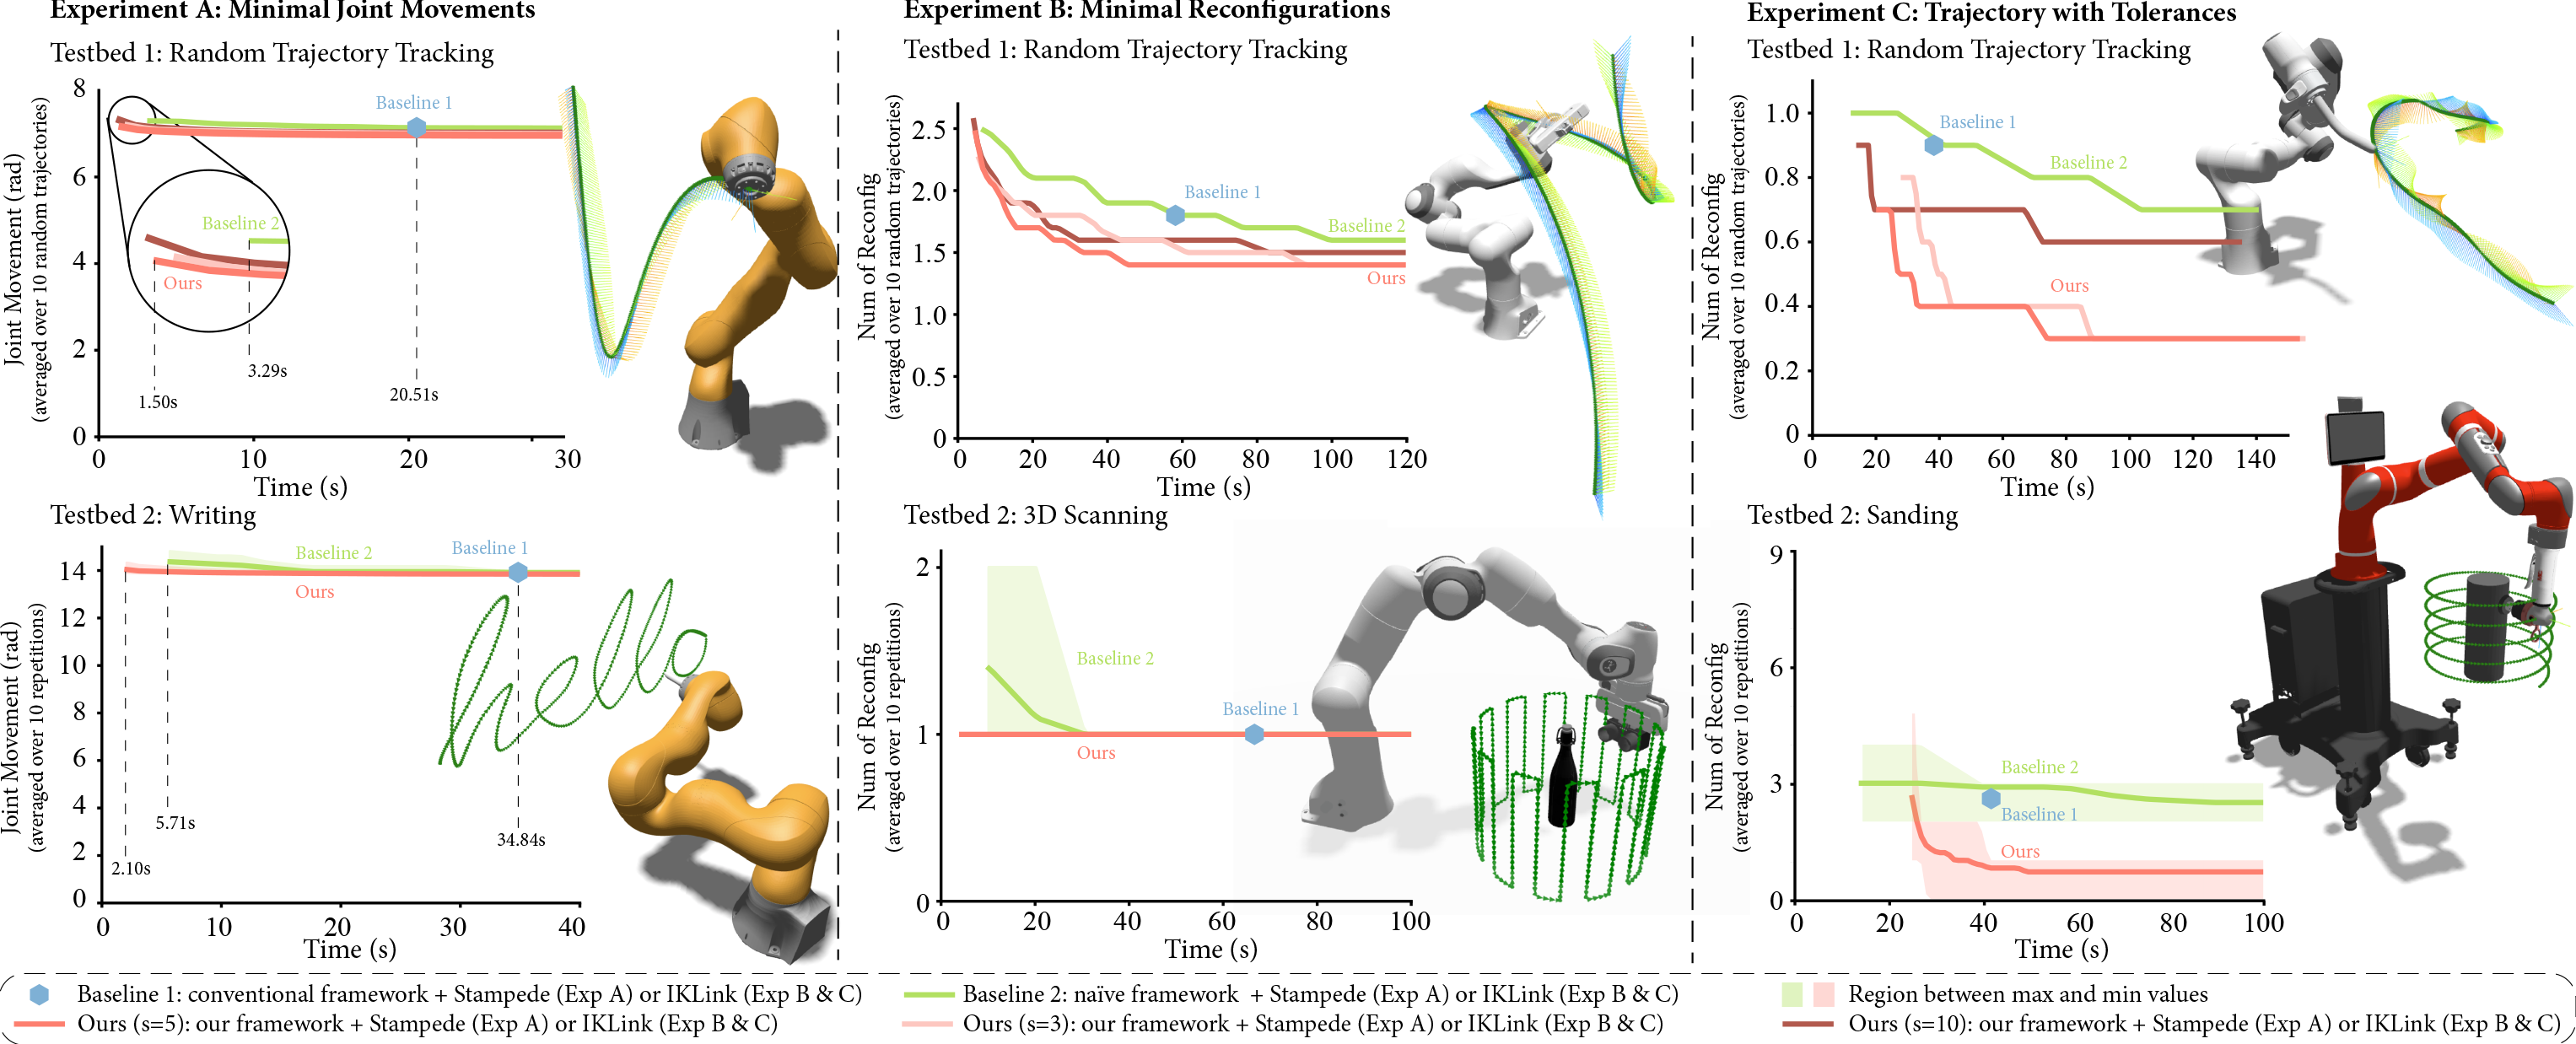 Experiment A: Minimal Joint Movements
Testbed 1: Random Trajectory Tracking
Joint Movement (rad)
(averaged over 10 random trajectories)
8
6
4
2
0
Baseline 1
Baseline 2
Ours
1.50s
3.29s
20.51s
0 10 20 30
Time (s)
Testbed 2: Writing
Joint Movement (rad)
(averaged over 10 repetitions)
14
12
10
8
6
4
2
0
Baseline 2
Baseline 1
Ours
hello
5.71s
34.84s
2.10s
0 10 20 30 40
Time (s)
Experiment B: Minimal Reconfigurations
Testbed 1: Random Trajectory Tracking
Num of Reconfig
(averaged over 10 random trajectories)
2.5
2.0
1.5
1.0
0.5
0
Baseline 1
Baseline 2
Ours
0 20 40 60 80 100 120
Time (s)
Testbed 2: 3D Scanning
Num of Reconfig
(averaged over 10 repetitions)
2
1
0
Baseline 2
Baseline 1
Ours
0 20 40 60 80 100
Time (s)
Experiment C: Trajectory with Tolerances
Testbed 1: Random Trajectory Tracking
Num of Reconfig
(averaged over 10 random trajectories)
1.0
0.8
0.6
0.4
0.2
0
Baseline 1
Baseline 2
Ours
0 20 40 60 80 100 120 140
Time (s)
Testbed 2: Sanding
Num of Reconfig
(averaged over 10 repetitions)
9
6
3
0
Baseline 2
Baseline 1
Ours
0 20 40 60 80 100
Time (s)
Baseline 1: conventional framework + Stampede (Exp A) or IKLink (Exp B & C)
Baseline 2: naïve framework + Stampede (Exp A) or IKLink (Exp B & C)
Region between max and min values
Ours (s=5): our framework + Stampede (Exp A) or IKLink (Exp B & C)
Ours (s=3): our framework + Stampede (Exp A) or IKLink (Exp B & C)
Ours (s=10): our framework + Stampede (Exp A) or IKLink (Exp B & C)